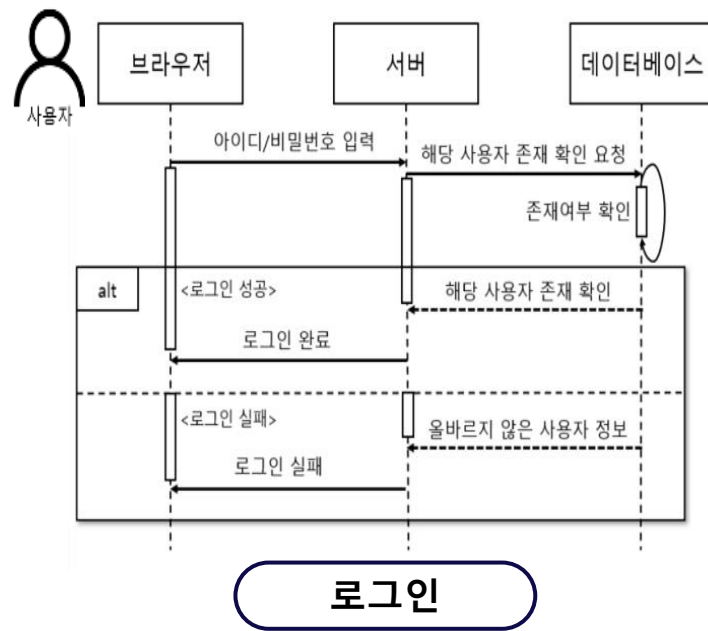 브라우저
서버
데이터베이스
사용자
아이디/비밀번호 입력
해당 사용자 존재 확인 요청
존재여부 확인
alt
<로그인 성공>
해당 사용자 존재 확인
로그인 완료
<로그인 실패>
올바르지 않은 사용자 정보
로그인 실패
로그인